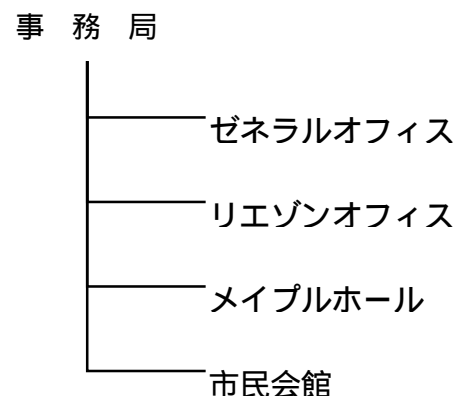 事 務 局
ゼネラルオフィス
リエゾンオフィス
メイプルホール
市民会館